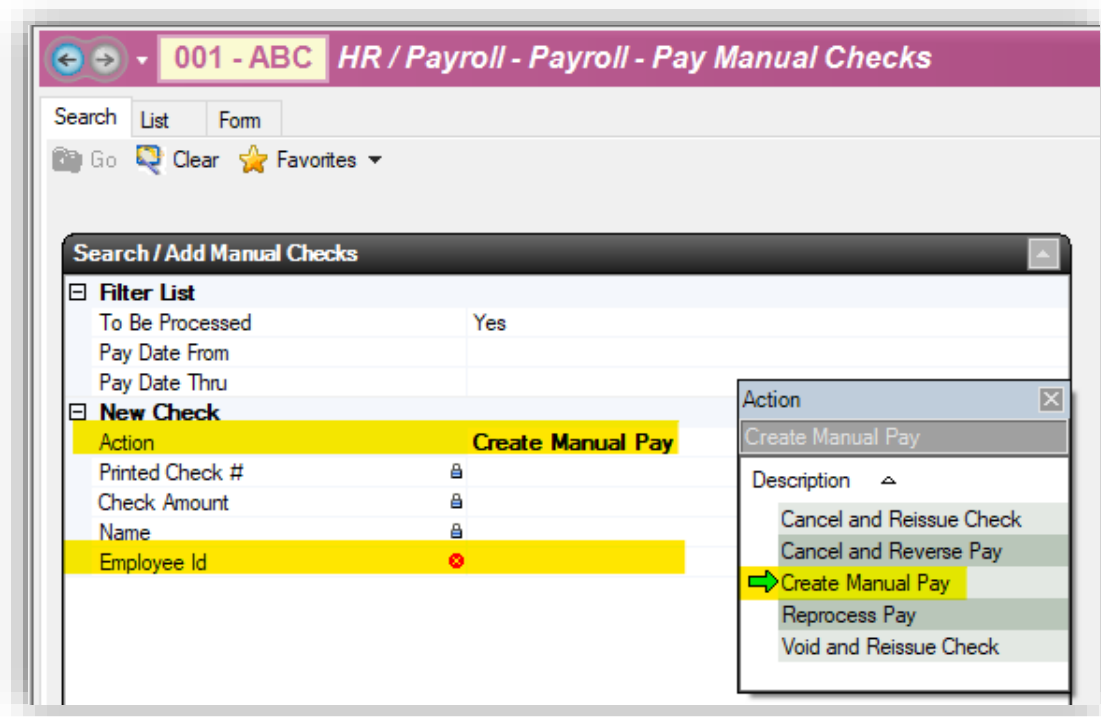 001 - ABC HR / Payroll - Payroll - Pay Manual Checks
Search List Form
Go Clear Favorites
Search / Add Manual Checks
Filter List
To Be Processed Yes
Pay Date From
Pay Date Thru
New Check
Action Create Manual Pay
Printed Check #
Check Amount
Name
Employee Id
Action
Create Manual Pay
Description
Cancel and Reissue Check
Cancel and Reverse Pay
Create Manual Pay
Reprocess Pay
Void and Reissue Check